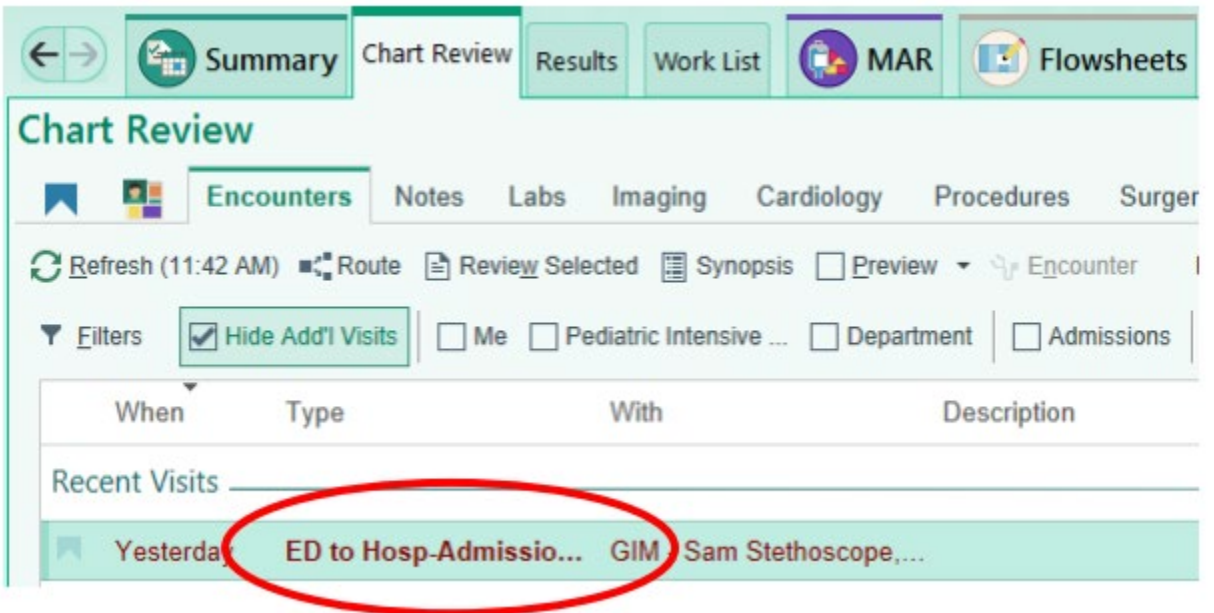 Summary Chart Review Results Work List MAR Flowsheets
Chart Review
Encounters Notes Labs Imaging Cardiology Procedures Surger
Refresh (11:42 AM) Route Review Selected Synopsis Preview Encounter
Filters Hide Add'l Visits Me Pediatric Intensive ... Department Admissions
When Type With Description
Recent Visits
Yesterday ED to Hosp-Admissio... GIM - Sam Stethoscope,...